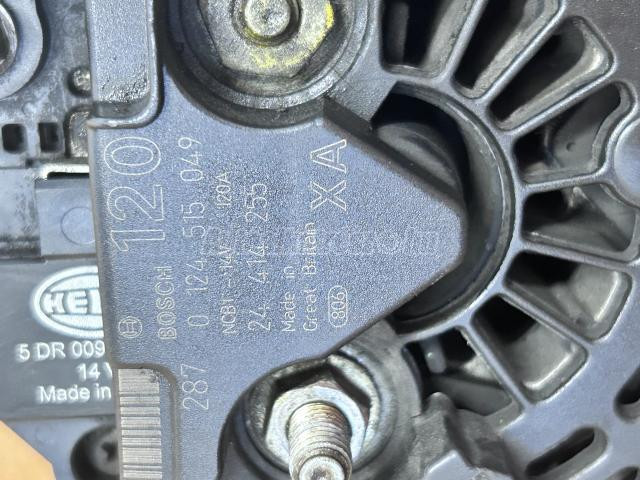 120
BOSCH
287 0 124 515 049
NCB1 14V 120A
24 414 255
Made in
Great Britain
806
XA
HEL
5 DR 009
14 V
Made in